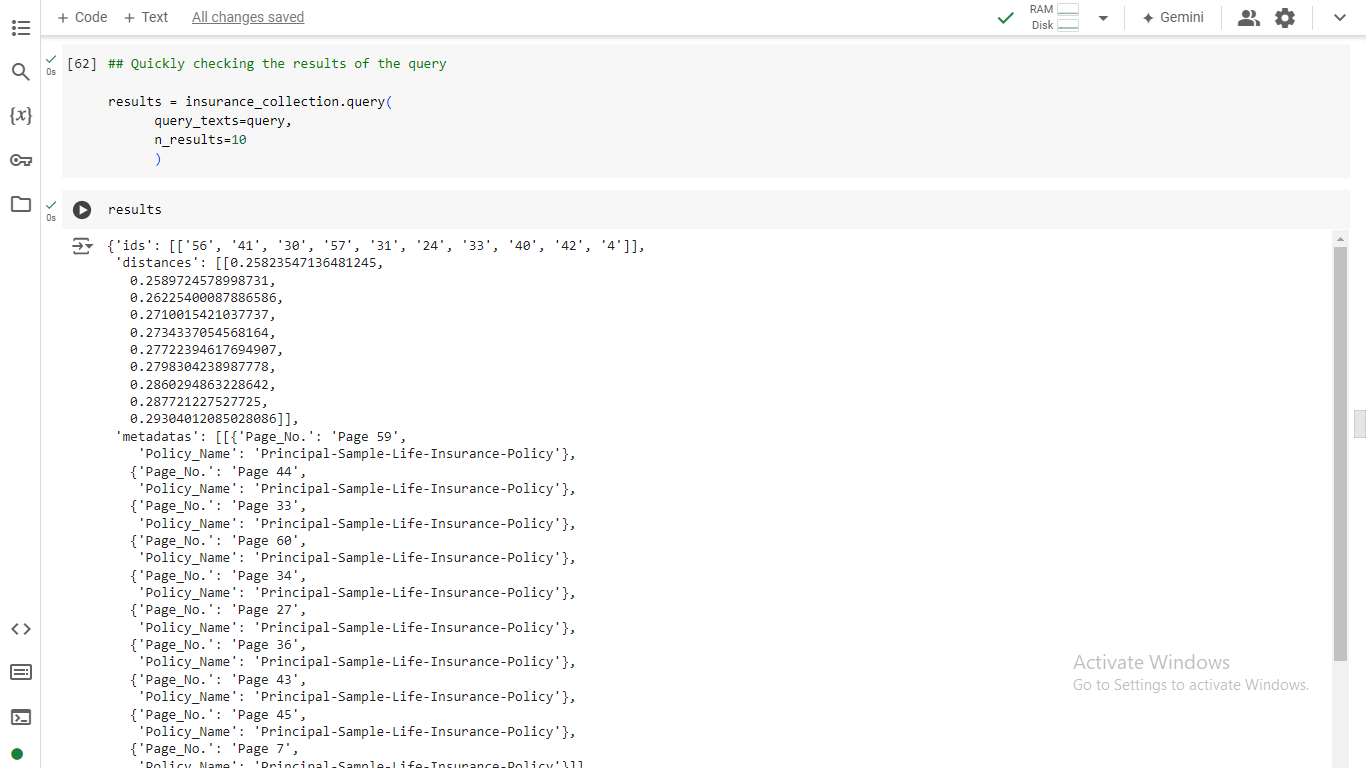 + Code + Text All changes saved
RAM
Disk
Gemini
0s
[62] ## Quickly checking the results of the query
results = insurance_collection.query(
query_texts=query,
n_results=10
)
0s
results
{'ids': [['56', '41', '30', '57', '31', '24', '33', '40', '42', '4']],
'distances': [[0.25823547136481245,
0.2589724578998731,
0.26225400087886586,
0.2710015421037737,
0.2734337054568164,
0.27722394617694907,
0.2798304238987778,
0.2860294863228642,
0.287721227527725,
0.29304012085028086]],
'metadatas': [[{'Page_No.': 'Page 59',
'Policy_Name': 'Principal-Sample-Life-Insurance-Policy'},
{'Page_No.': 'Page 44',
'Policy_Name': 'Principal-Sample-Life-Insurance-Policy'},
{'Page_No.': 'Page 33',
'Policy_Name': 'Principal-Sample-Life-Insurance-Policy'},
{'Page_No.': 'Page 60',
'Policy_Name': 'Principal-Sample-Life-Insurance-Policy'},
{'Page_No.': 'Page 34',
'Policy_Name': 'Principal-Sample-Life-Insurance-Policy'},
{'Page_No.': 'Page 27',
'Policy_Name': 'Principal-Sample-Life-Insurance-Policy'},
{'Page_No.': 'Page 36',
'Policy_Name': 'Principal-Sample-Life-Insurance-Policy'},
{'Page_No.': 'Page 43',
'Policy_Name': 'Principal-Sample-Life-Insurance-Policy'},
{'Page_No.': 'Page 45',
'Policy_Name': 'Principal-Sample-Life-Insurance-Policy'},
{'Page_No.': 'Page 7',
'Policy_Name': 'Principal-Sample-Life-Insurance-Policy'}]]
Activate Windows
Go to Settings to activate Windows.